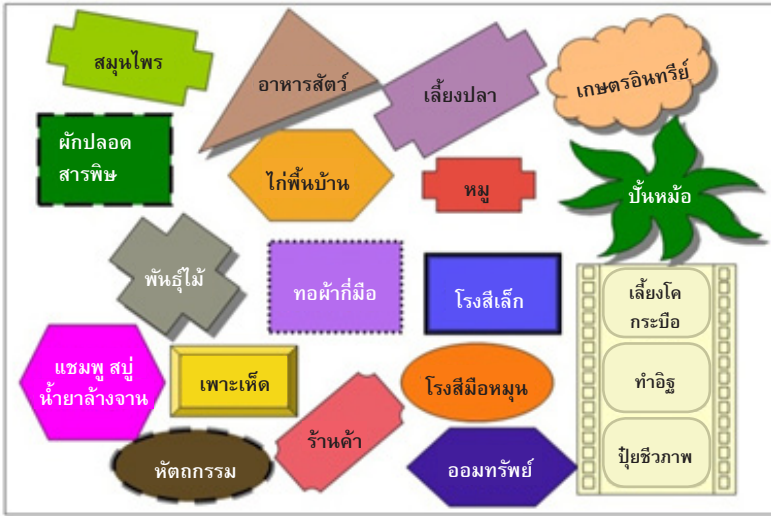 สมุนไพร
อาหารสัตว์
เลี้ยงปลา
เกษตรอินทรีย์
ผักปลอด
สารพิษ
ไก่พื้นบ้าน
หมู
ปั้นหม้อ
พันธุ์ไม้
ทอผ้ากี่มือ
โรงสีเล็ก
เลี้ยงโค
กระบือ
แชมพู สบู่
น้ำยาล้างจาน
เพาะเห็ด
โรงสีมือหมุน
ทำอิฐ
ร้านค้า
หัตถกรรม
ออมทรัพย์
ปุ๋ยชีวภาพ